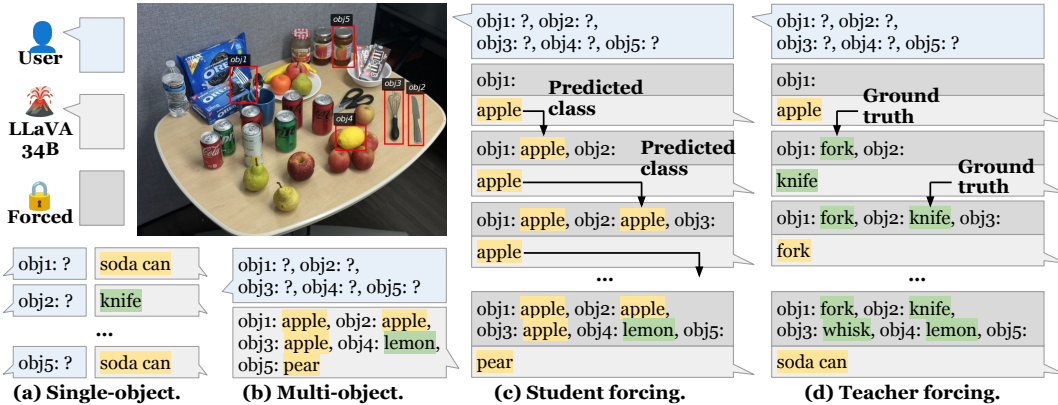 User
LLaVA
34B
Forced
obj5
obj1
obj3
obj2
obj4
OREO
obj1: ?
soda can
obj2: ?
knife
...
obj5: ?
soda can
(a) Single-object.
obj1: ?, obj2: ?,
obj3: ?, obj4: ?, obj5: ?
obj1: apple, obj2: apple,
obj3: apple, obj4: lemon,
obj5: pear
(b) Multi-object.
obj1: ?, obj2: ?,
obj3: ?, obj4: ?, obj5: ?
obj1:
apple
Predicted
class
obj1: apple, obj2:
apple
Predicted
class
obj1: apple, obj2: apple, obj3:
apple
...
obj1: apple, obj2: apple,
obj3: apple, obj4: lemon, obj5:
pear
(c) Student forcing.
obj1: ?, obj2: ?,
obj3: ?, obj4: ?, obj5: ?
obj1:
apple
Ground
truth
obj1: fork, obj2:
knife
Ground
truth
obj1: fork, obj2: knife, obj3:
fork
...
obj1: fork, obj2: knife,
obj3: whisk, obj4: lemon, obj5:
soda can
(d) Teacher forcing.